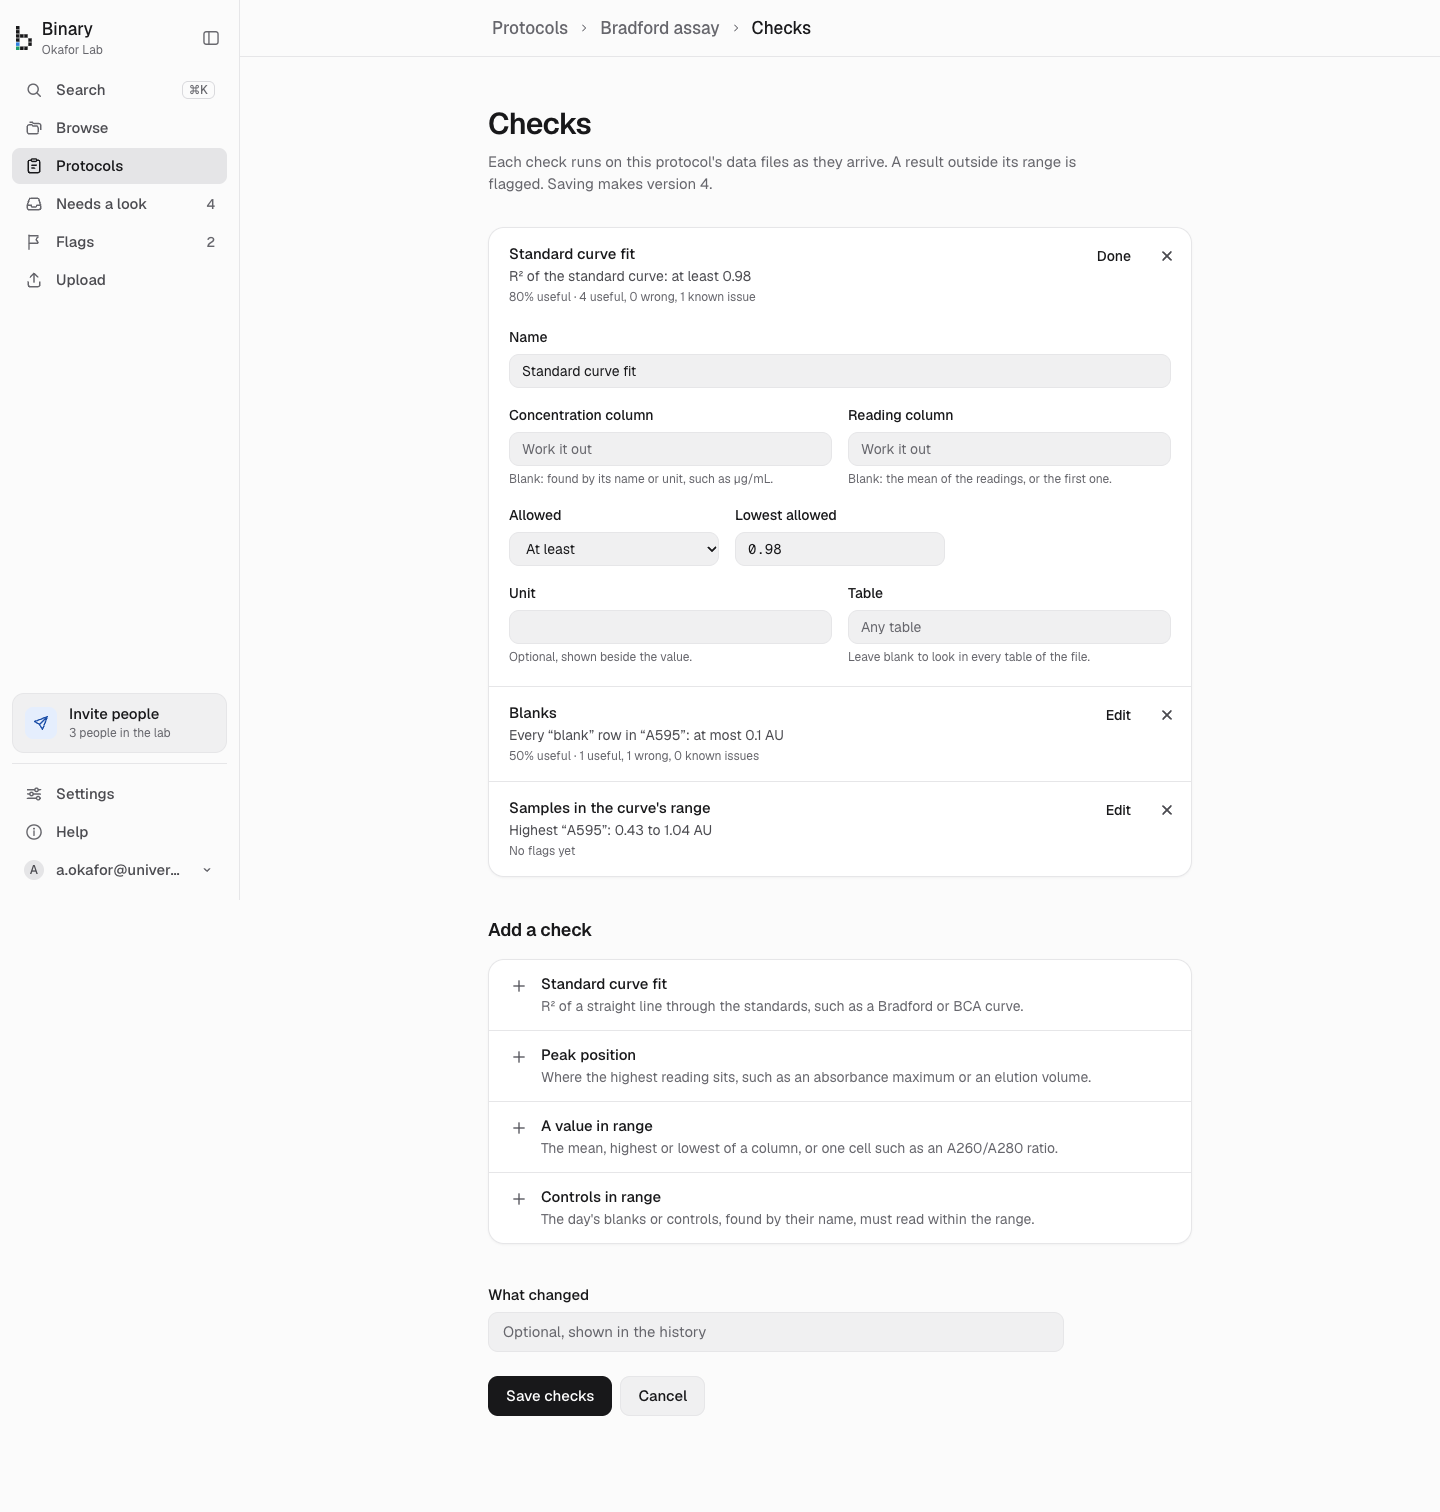 Binary
Okafor Lab
Search ⌘K
Browse
Protocols
Needs a look 4
Flags 2
Upload
Invite people
3 people in the lab
Settings
Help
A a.okafor@univer...
Protocols › Bradford assay › Checks
Checks
Each check runs on this protocol's data files as they arrive. A result outside its range is
flagged. Saving makes version 4.
Standard curve fit Done
R² of the standard curve: at least 0.98
80% useful · 4 useful, 0 wrong, 1 known issue
Name
Standard curve fit
Concentration column Reading column
Work it out Work it out
Blank: found by its name or unit, such as µg/mL. Blank: the mean of the readings, or the first one.
Allowed Lowest allowed
At least 0.98
Unit Table
Any table
Optional, shown beside the value. Leave blank to look in every table of the file.
Blanks Edit
Every “blank” row in “A595”: at most 0.1 AU
50% useful · 1 useful, 1 wrong, 0 known issues
Samples in the curve's range Edit
Highest “A595”: 0.43 to 1.04 AU
No flags yet
Add a check
Standard curve fit
R² of a straight line through the standards, such as a Bradford or BCA curve.
Peak position
Where the highest reading sits, such as an absorbance maximum or an elution volume.
A value in range
The mean, highest or lowest of a column, or one cell such as an A260/A280 ratio.
Controls in range
The day's blanks or controls, found by their name, must read within the range.
What changed
Optional, shown in the history
Save checks Cancel